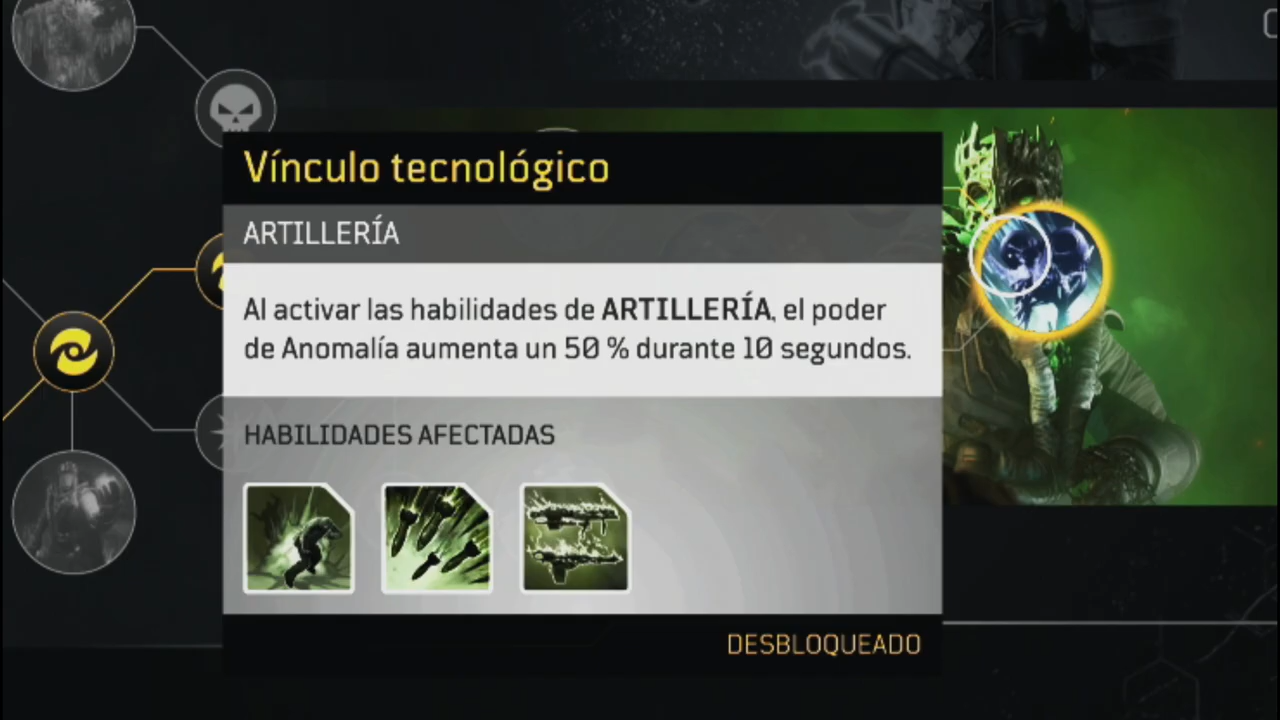 Vínculo tecnológico
ARTILLERÍA
Al activar las habilidades de ARTILLERÍA, el poder
de Anomalía aumenta un 50 % durante 10 segundos.
HABILIDADES AFECTADAS
DESBLOQUEADO